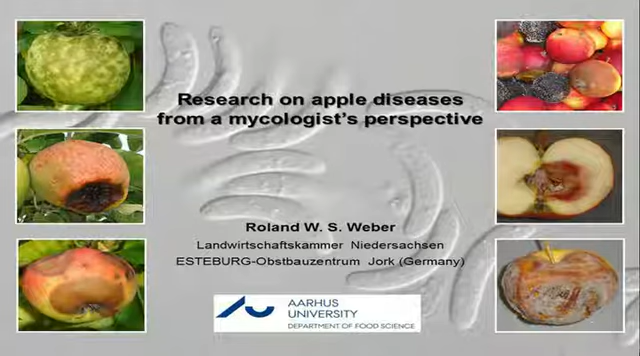 Research on apple diseases
from a mycologist's perspective
Roland W. S. Weber
Landwirtschaftskammer Niedersachsen
ESTEBURG-Obstbauzentrum Jork (Germany)
AARHUS
UNIVERSITY
DEPARTMENT OF FOOD SCIENCE